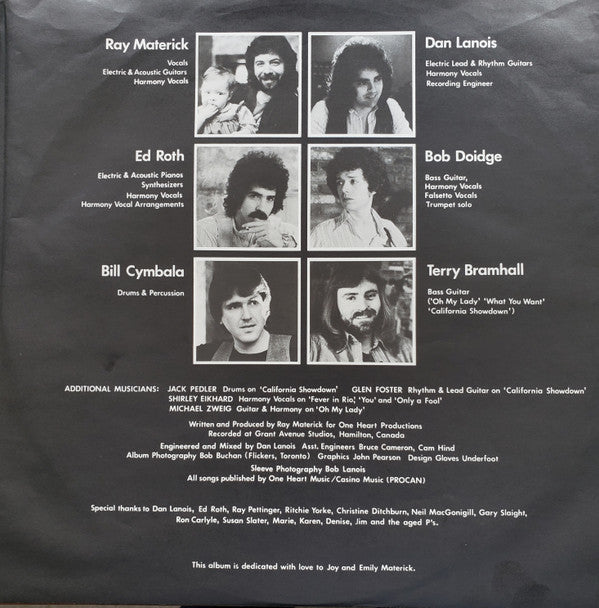 Ray Materick
Vocals
Electric & Acoustic Guitars
Harmony Vocals
Dan Lanois
Electric Lead & Rhythm Guitars
Harmony Vocals
Recording Engineer
Ed Roth
Electric & Acoustic Pianos
Synthesizers
Harmony Vocals
Harmony Vocal Arrangements
Bob Doidge
Bass Guitar,
Harmony Vocals
Falsetto Vocals
Trumpet solo
Bill Cymbala
Drums & Percussion
Terry Bramhall
Bass Guitar
('Oh My Lady' 'What You Want'
'California Showdown')
ADDITIONAL MUSICIANS: JACK PEDLER Drums on 'California Showdown' GLEN FOSTER Rhythm & Lead Guitar on 'California Showdown'
SHIRLEY EIKHARD Harmony Vocals on 'Fever in Rio', 'You' and 'Only a Fool'
MICHAEL ZWEIG Guitar & Harmony on 'Oh My Lady'
Written and Produced by Ray Materick for One Heart Productions
Recorded at Grant Avenue Studios, Hamilton, Canada
Engineered and Mixed by Dan Lanois Asst. Engineers Bruce Cameron, Cam Hind
Album Photography Bob Buchan (Flickers, Toronto) Graphics John Pearson Design Gloves Underfoot
Sleeve Photography Bob Lanois
All songs published by One Heart Music/Casino Music (PROCAN)
Special thanks to Dan Lanois, Ed Roth, Ray Pettinger, Ritchie Yorke, Christine Ditchburn, Neil MacGonigill, Gary Slaight,
Ron Carlyle, Susan Slater, Marie, Karen, Denise, Jim and the aged P's.
This album is dedicated with love to Joy and Emily Materick.